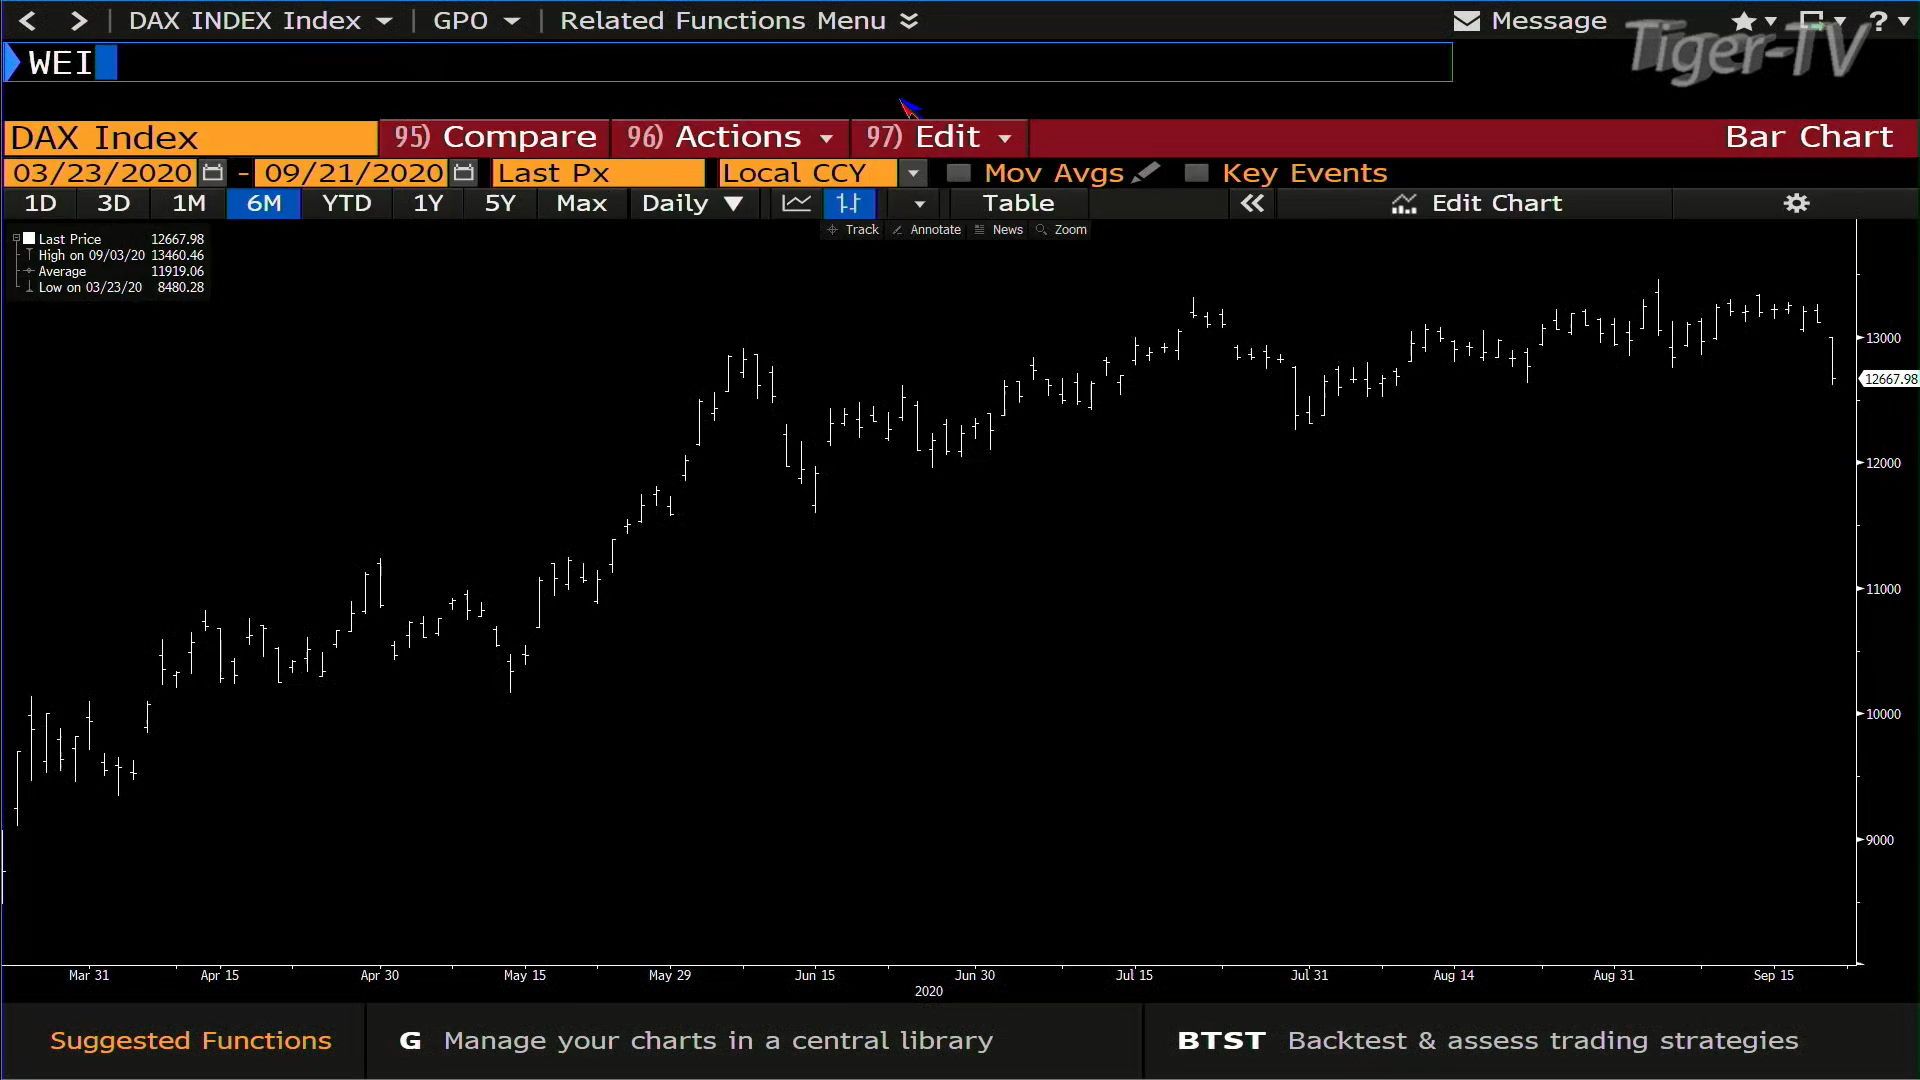 DAX INDEX Index GPO Related Functions Menu Message ?
Tiger-TV
WEI
DAX Index 95) Compare 96) Actions 97) Edit Bar Chart
03/23/2020 - 09/21/2020 Last Px Local CCY Mov Avgs Key Events
1D 3D 1M 6M YTD 1Y 5Y Max Daily Table Edit Chart
Track Annotate News Zoom
Last Price 12667.98
High on 09/03/20 13460.46
Average 11919.06
Low on 03/23/20 8480.28
13000
12667.98
12000
11000
10000
9000
Mar 31 Apr 15 Apr 30 May 15 May 29 Jun 15 Jun 30 Jul 15 Jul 31 Aug 14 Aug 31 Sep 15
2020
Suggested Functions G Manage your charts in a central library BTST Backtest & assess trading strategies